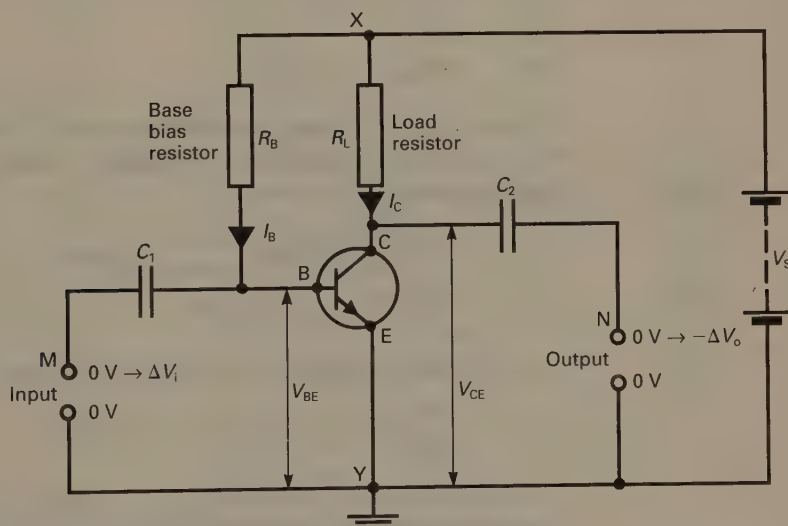 X
Base
bias
resistor
R_B
R_L
Load
resistor
I_B
I_C
C_2
C_1
C
B
E
V_S
M
0 V → ΔV_i
Input
0 V
V_BE
V_CE
N
0 V → −ΔV_o
Output
0 V
Y